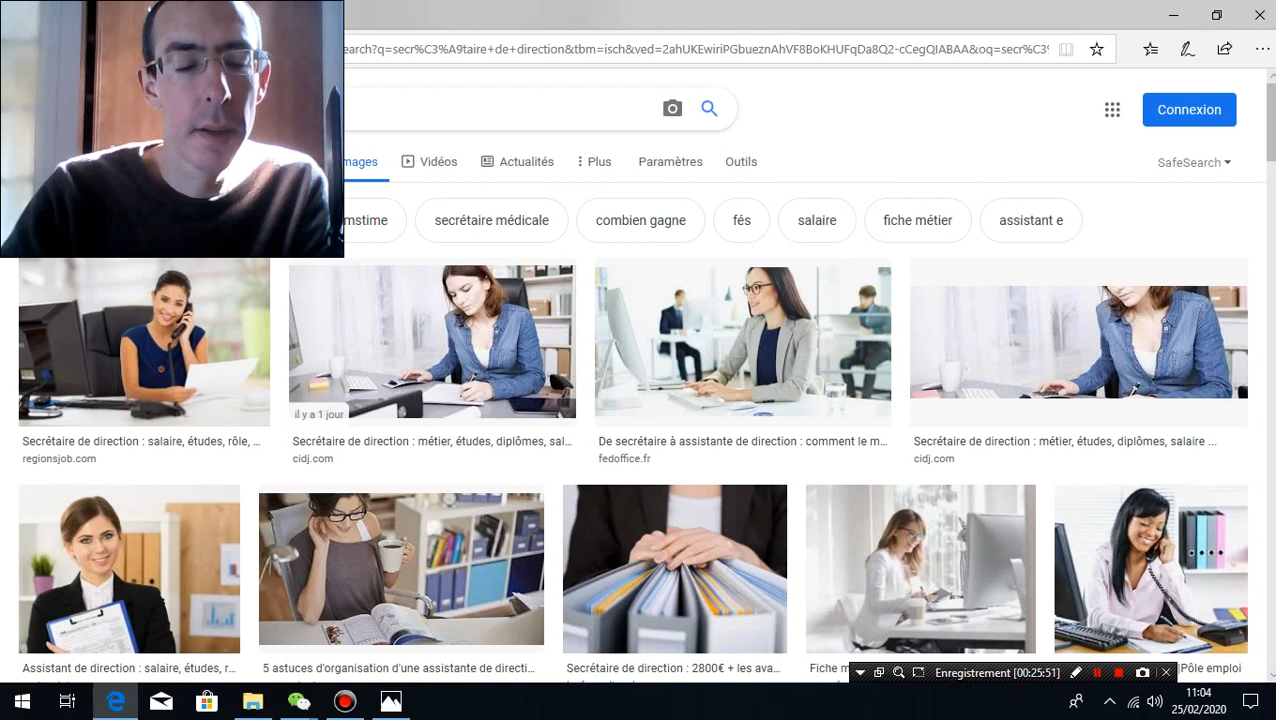 search?q=secr%C3%A9taire+de+direction&tbm=isch&ved=2ahUKEwiriPGbueznAhVF8BoKHUFqDa8Q2-cCegQIABAA&oq=secr%C3%
Connexion
mages Vidéos Actualités Plus Paramètres Outils SafeSearch
mstime secrétaire médicale combien gagne fés salaire fiche métier assistant e
il y a 1 jour
Secrétaire de direction : salaire, études, rôle, ... Secrétaire de direction : métier, études, diplômes, sal... De secrétaire à assistante de direction : comment le m... Secrétaire de direction : métier, études, diplômes, salaire ...
regionsjob.com cidj.com fedoffice.fr cidj.com
Assistant de direction : salaire, études, r... 5 astuces d'organisation d'une assistante de directi... Secrétaire de direction : 2800€ + les ava... Fiche m Pôle emploi
Enregistrement [00:25:51]
11:04
25/02/2020